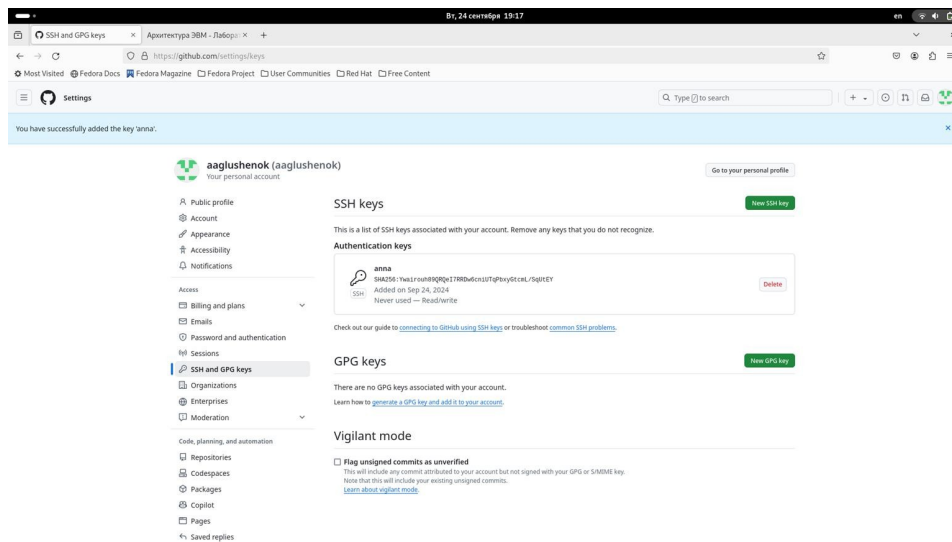 Вт, 24 сентября 19:17
en
SSH and GPG keys
Архитектура ЭВМ - Лабора
https://github.com/settings/keys
Most Visited Fedora Docs Fedora Magazine Fedora Project User Communities Red Hat Free Content
Settings
Type / to search
You have successfully added the key 'anna'.
aaglushenok (aaglushenok)
Your personal account
Go to your personal profile
Public profile
Account
Appearance
Accessibility
Notifications
Access
Billing and plans
Emails
Password and authentication
Sessions
SSH and GPG keys
Organizations
Enterprises
Moderation
Code, planning, and automation
Repositories
Codespaces
Packages
Copilot
Pages
Saved replies
SSH keys
New SSH key
This is a list of SSH keys associated with your account. Remove any keys that you do not recognize.
Authentication keys
anna
SSH
Added on Sep 24, 2024
Never used — Read/write
Delete
Check out our guide to connecting to GitHub using SSH keys or troubleshoot common SSH problems.
GPG keys
New GPG key
There are no GPG keys associated with your account.
Learn how to generate a GPG key and add it to your account.
Vigilant mode
Flag unsigned commits as unverified
This will include any commit attributed to your account but not signed with your GPG or S/MIME key.
Note that this will include your existing unsigned commits.
Learn about vigilant mode.